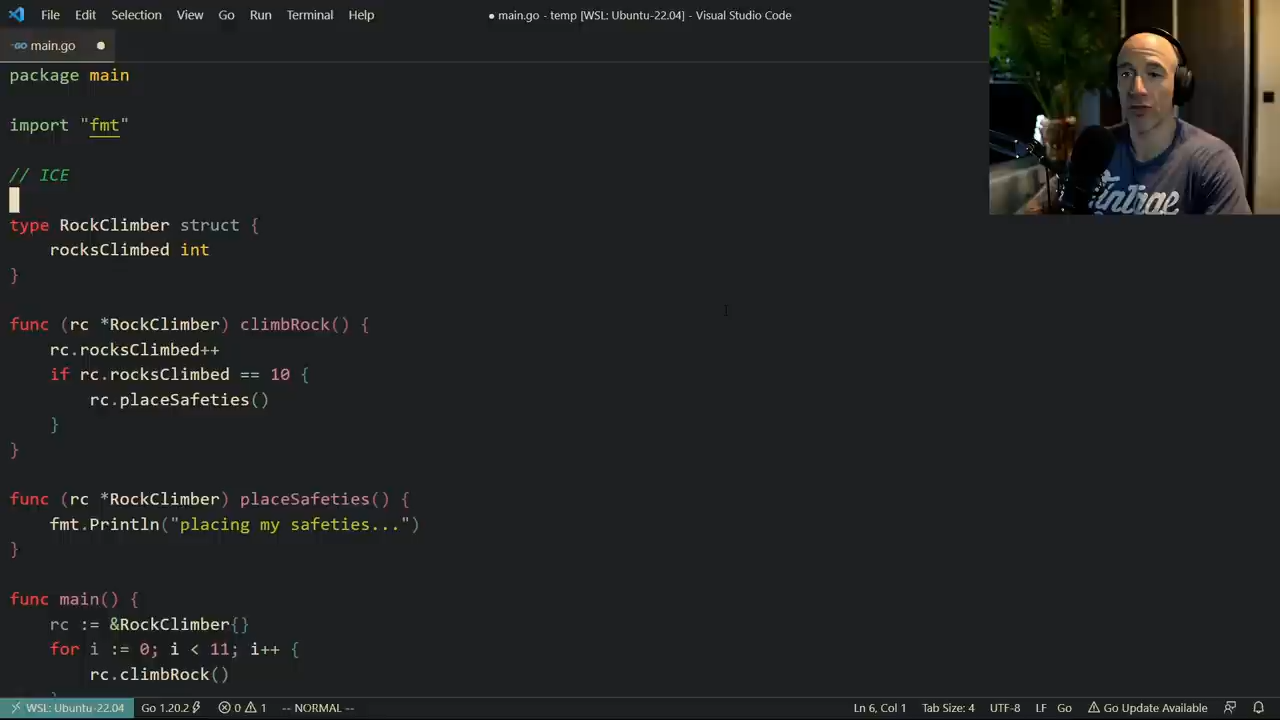 File Edit Selection View Go Run Terminal Help
● main.go - temp [WSL: Ubuntu-22.04] - Visual Studio Code
main.go
package main
import "fmt"
// ICE
type RockClimber struct {
rocksClimbed int
}
func (rc *RockClimber) climbRock() {
rc.rocksClimbed++
if rc.rocksClimbed == 10 {
rc.placeSafeties()
}
}
func (rc *RockClimber) placeSafeties() {
fmt.Println("placing my safeties...")
}
func main() {
rc := &RockClimber{}
for i := 0; i < 11; i++ {
rc.climbRock()
WSL: Ubuntu-22.04 Go 1.20.2 0 1 -- NORMAL -- Ln 6, Col 1 Tab Size: 4 UTF-8 LF Go Go Update Available